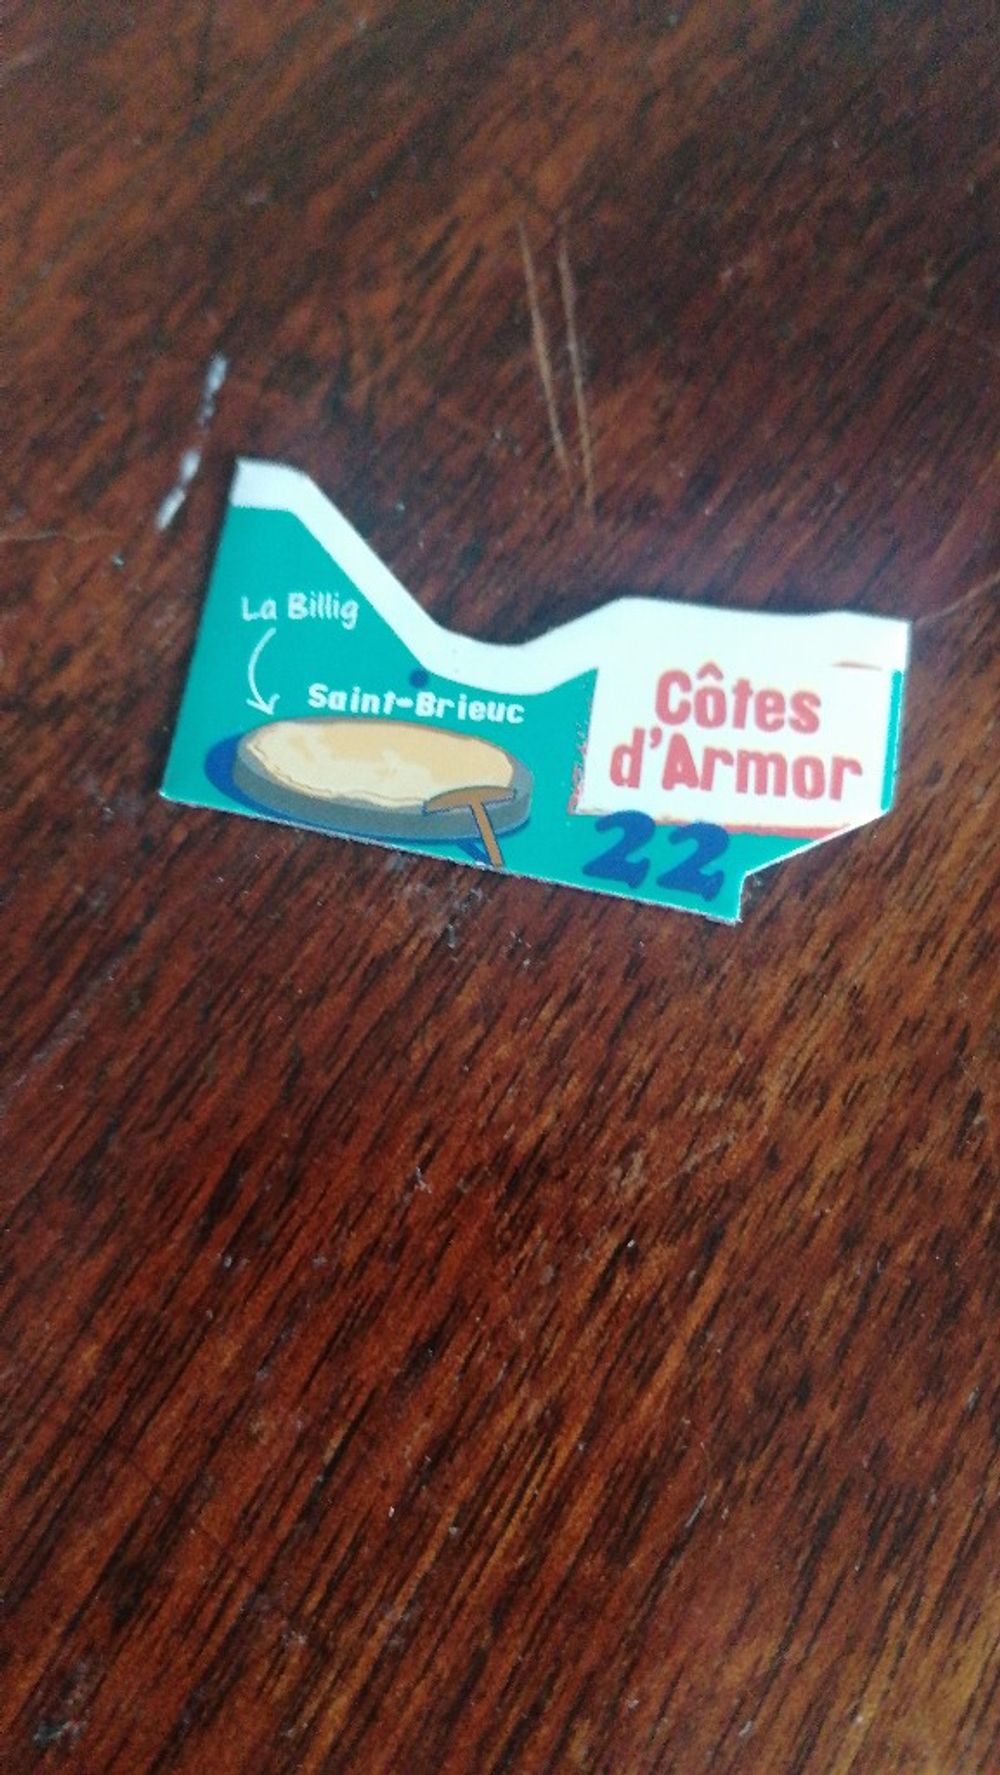 La Billig
Saint-Brieuc
Côtes
d'Armor
22